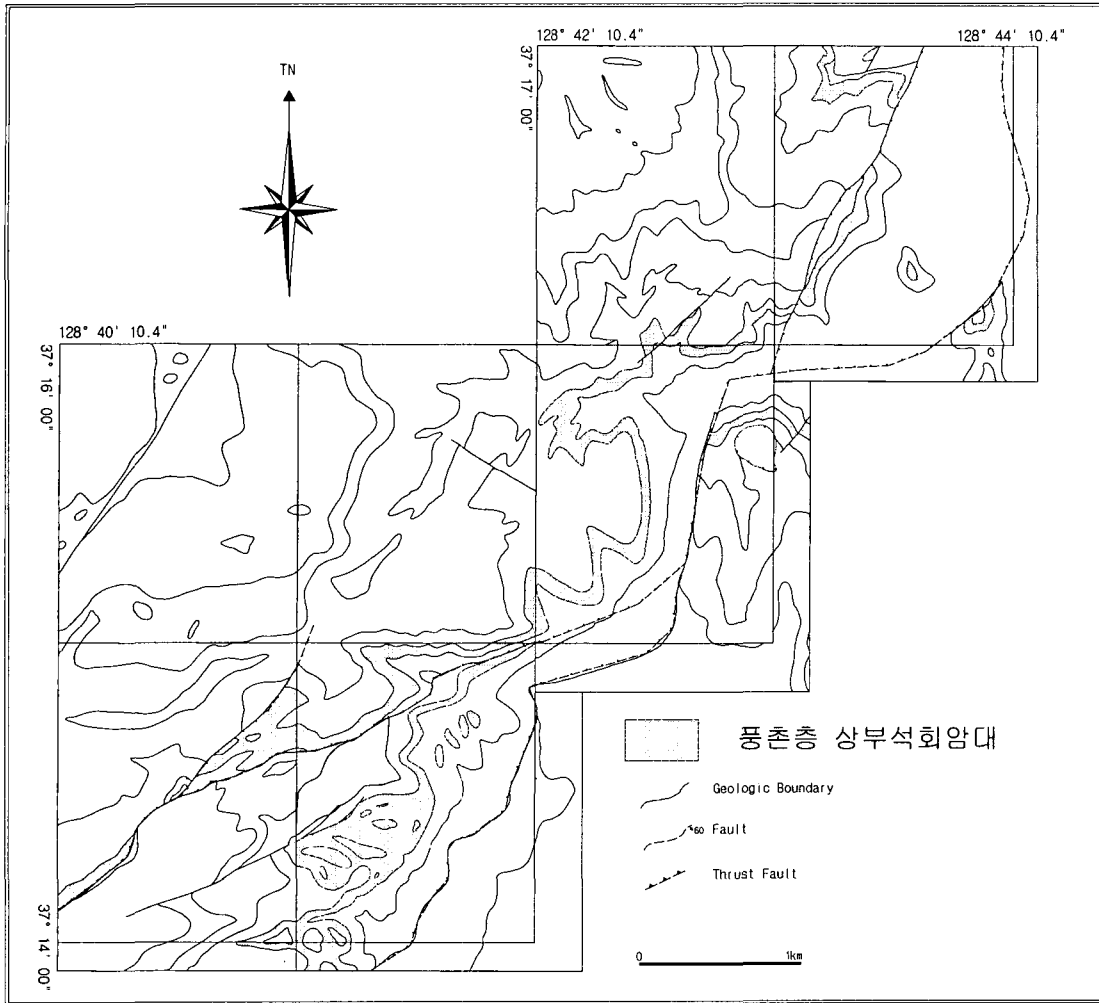 128° 42' 10.4"
128° 44' 10.4"
37° 17' 00"
TN
128° 40' 10.4"
37° 16' 00"
풍촌층 상부석회암대
Geologic Boundary
60 Fault
Thrust Fault
37° 14' 00"
0 1km